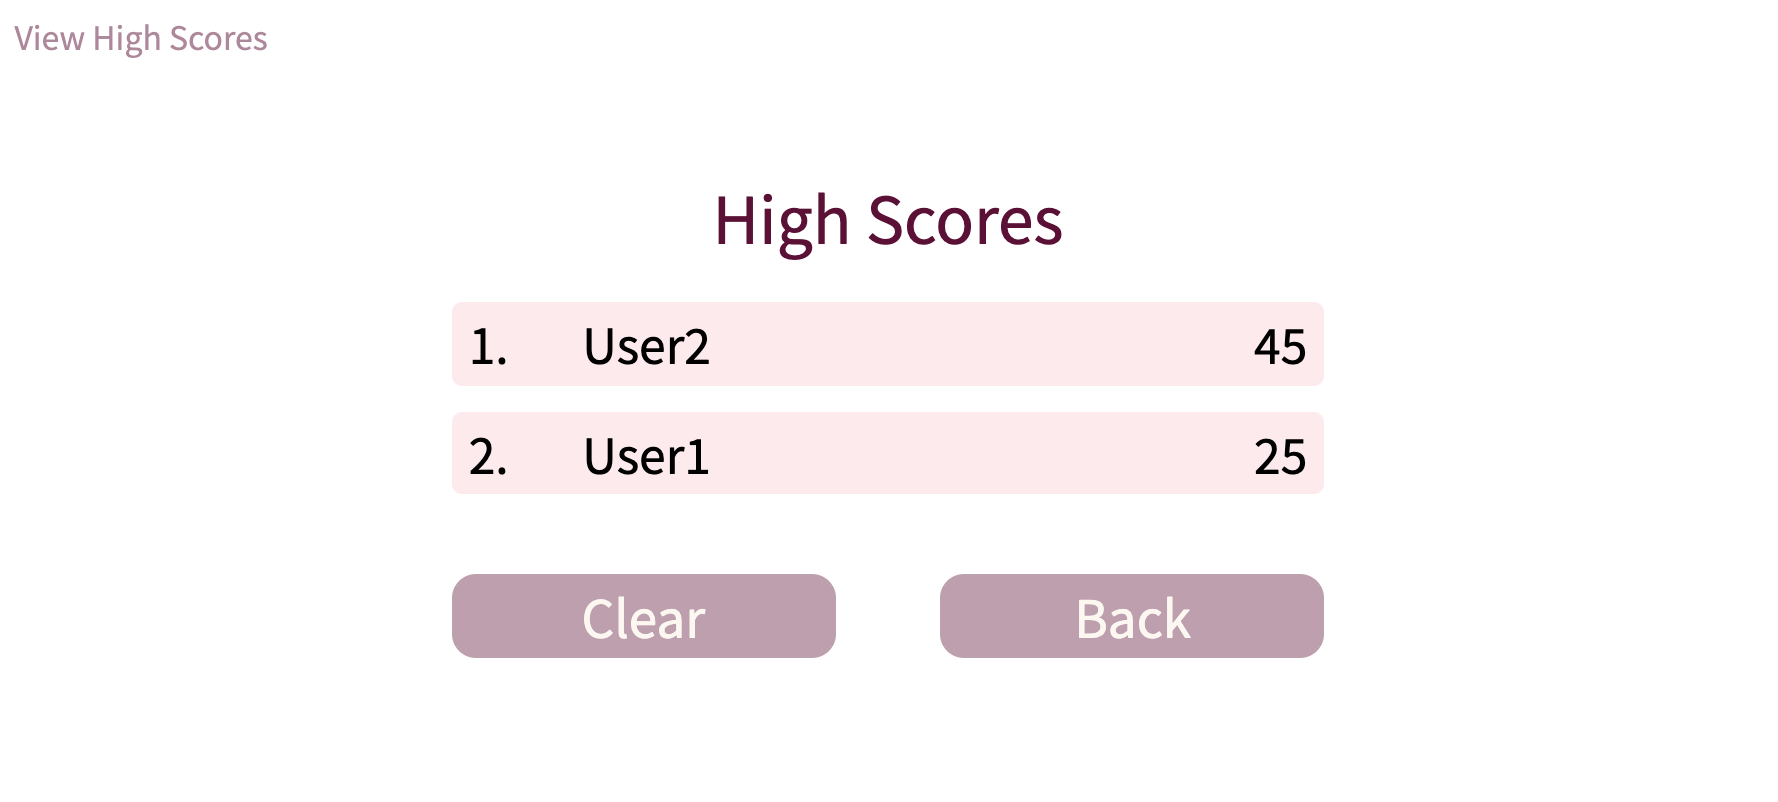 View High Scores
High Scores
1. User2 45
2. User1 25
Clear Back